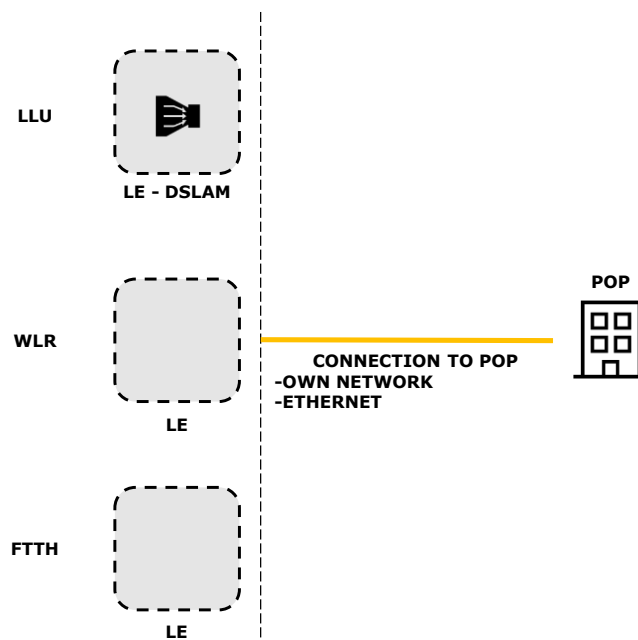 LLU
LE - DSLAM
POP
WLR
CONNECTION TO POP
-OWN NETWORK
-ETHERNET
LE
FTTH
LE